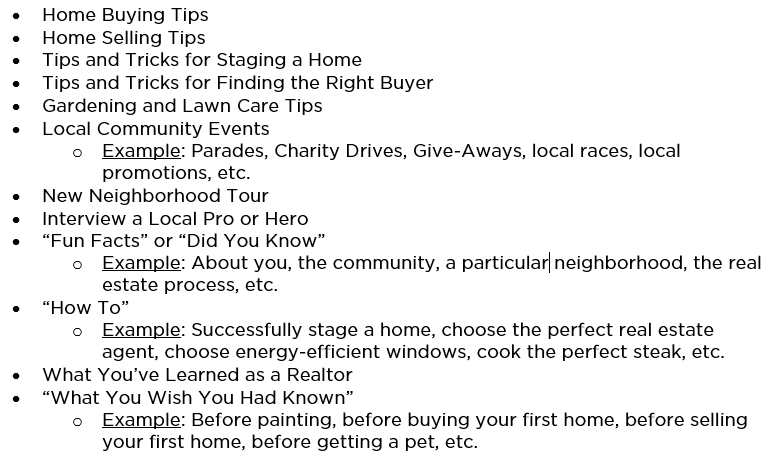 • Home Buying Tips
• Home Selling Tips
• Tips and Tricks for Staging a Home
• Tips and Tricks for Finding the Right Buyer
• Gardening and Lawn Care Tips
• Local Community Events
o Example: Parades, Charity Drives, Give-Aways, local races, local
promotions, etc.
• New Neighborhood Tour
• Interview a Local Pro or Hero
• “Fun Facts” or “Did You Know”
o Example: About you, the community, a particular neighborhood, the real
estate process, etc.
• “How To”
o Example: Successfully stage a home, choose the perfect real estate
agent, choose energy-efficient windows, cook the perfect steak, etc.
• What You’ve Learned as a Realtor
• “What You Wish You Had Known”
o Example: Before painting, before buying your first home, before selling
your first home, before getting a pet, etc.